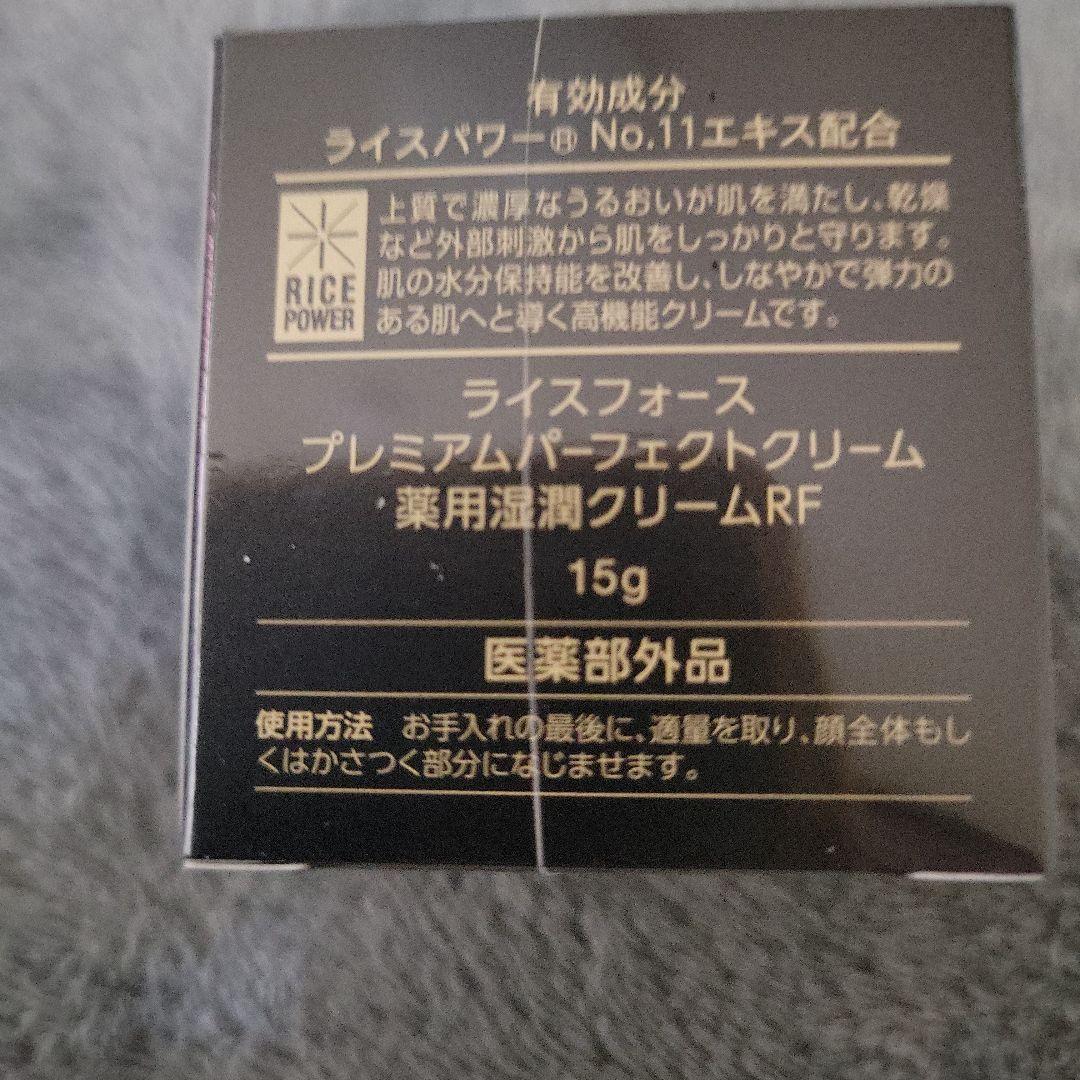 有効成分
ライスパワー® No.11エキス配合
RICE
POWER
上質で濃厚なうるおいが肌を満たし、乾燥
など外部刺激から肌をしっかりと守ります。
肌の水分保持能を改善し、しなやかで弾力の
ある肌へと導く高機能クリームです。
ライスフォース
プレミアムパーフェクトクリーム
薬用湿潤クリームRF
15g
医薬部外品
使用方法 お手入れの最後に、適量を取り、顔全体もし
くはかさつく部分になじませます。